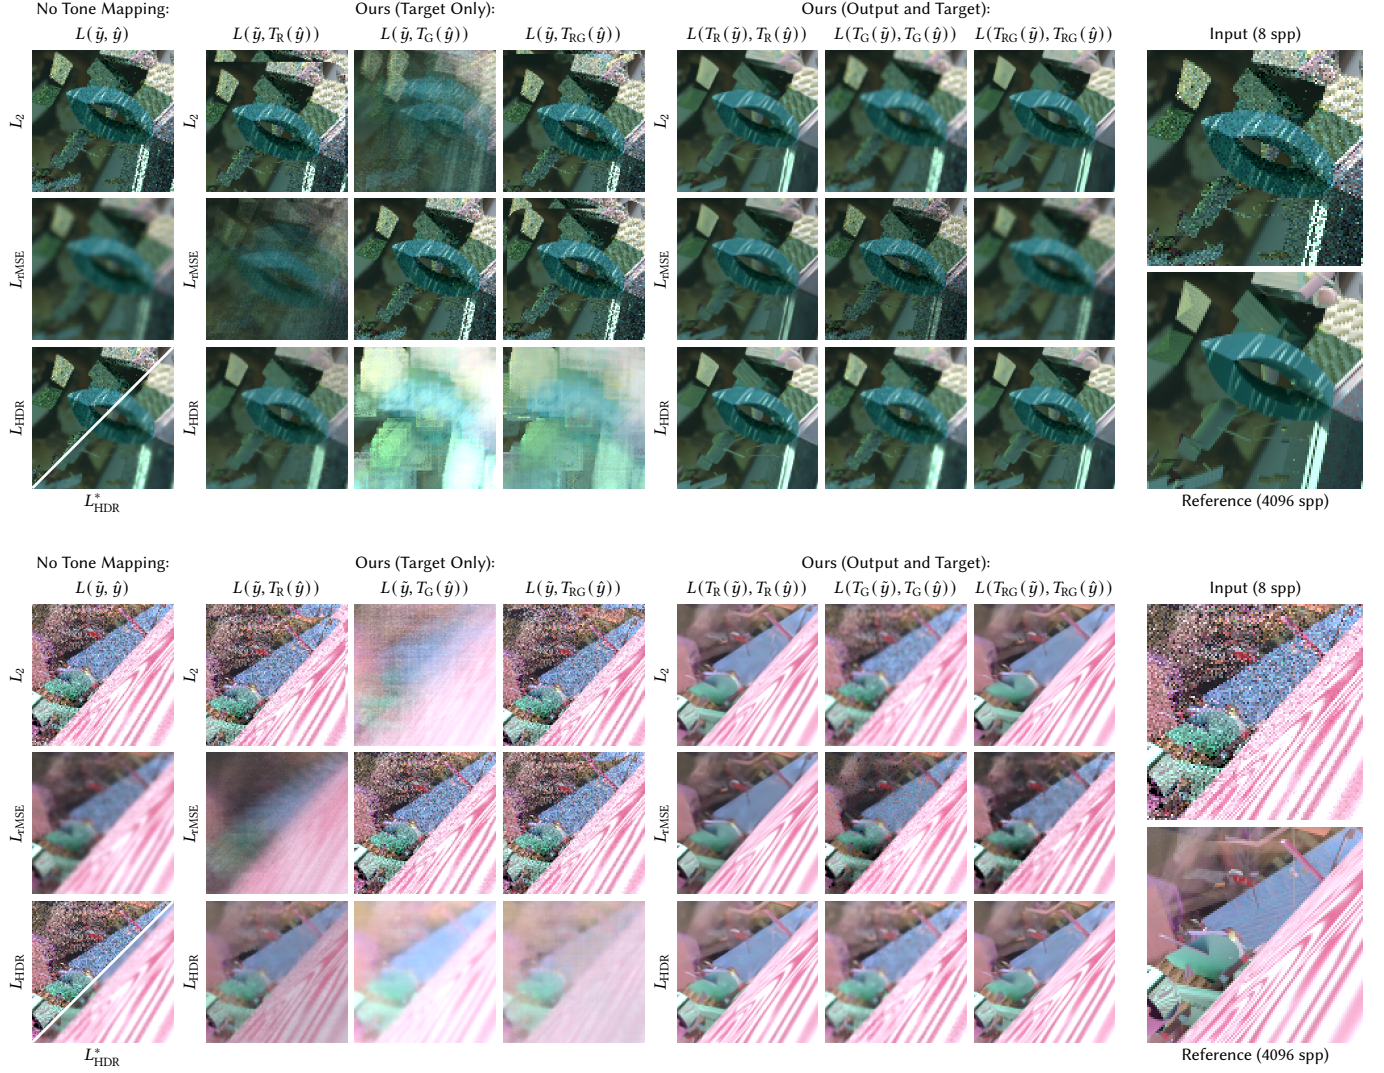 No Tone Mapping: Ours (Target Only): Ours (Output and Target):
L(ỹ, ŷ) L(ỹ, T_R(ŷ)) L(ỹ, T_G(ŷ)) L(ỹ, T_RG(ŷ)) L(T_R(ỹ), T_R(ŷ)) L(T_G(ỹ), T_G(ŷ)) L(T_RG(ỹ), T_RG(ŷ)) Input (8 spp)
L_2 L_2 L_2
L_rMSE L_rMSE L_rMSE
L_HDR L_HDR L_HDR
L*_HDR Reference (4096 spp)
No Tone Mapping: Ours (Target Only): Ours (Output and Target):
L(ỹ, ŷ) L(ỹ, T_R(ŷ)) L(ỹ, T_G(ŷ)) L(ỹ, T_RG(ŷ)) L(T_R(ỹ), T_R(ŷ)) L(T_G(ỹ), T_G(ŷ)) L(T_RG(ỹ), T_RG(ŷ)) Input (8 spp)
L_2 L_2 L_2
L_rMSE L_rMSE L_rMSE
L_HDR L_HDR L_HDR
L*_HDR Reference (4096 spp)